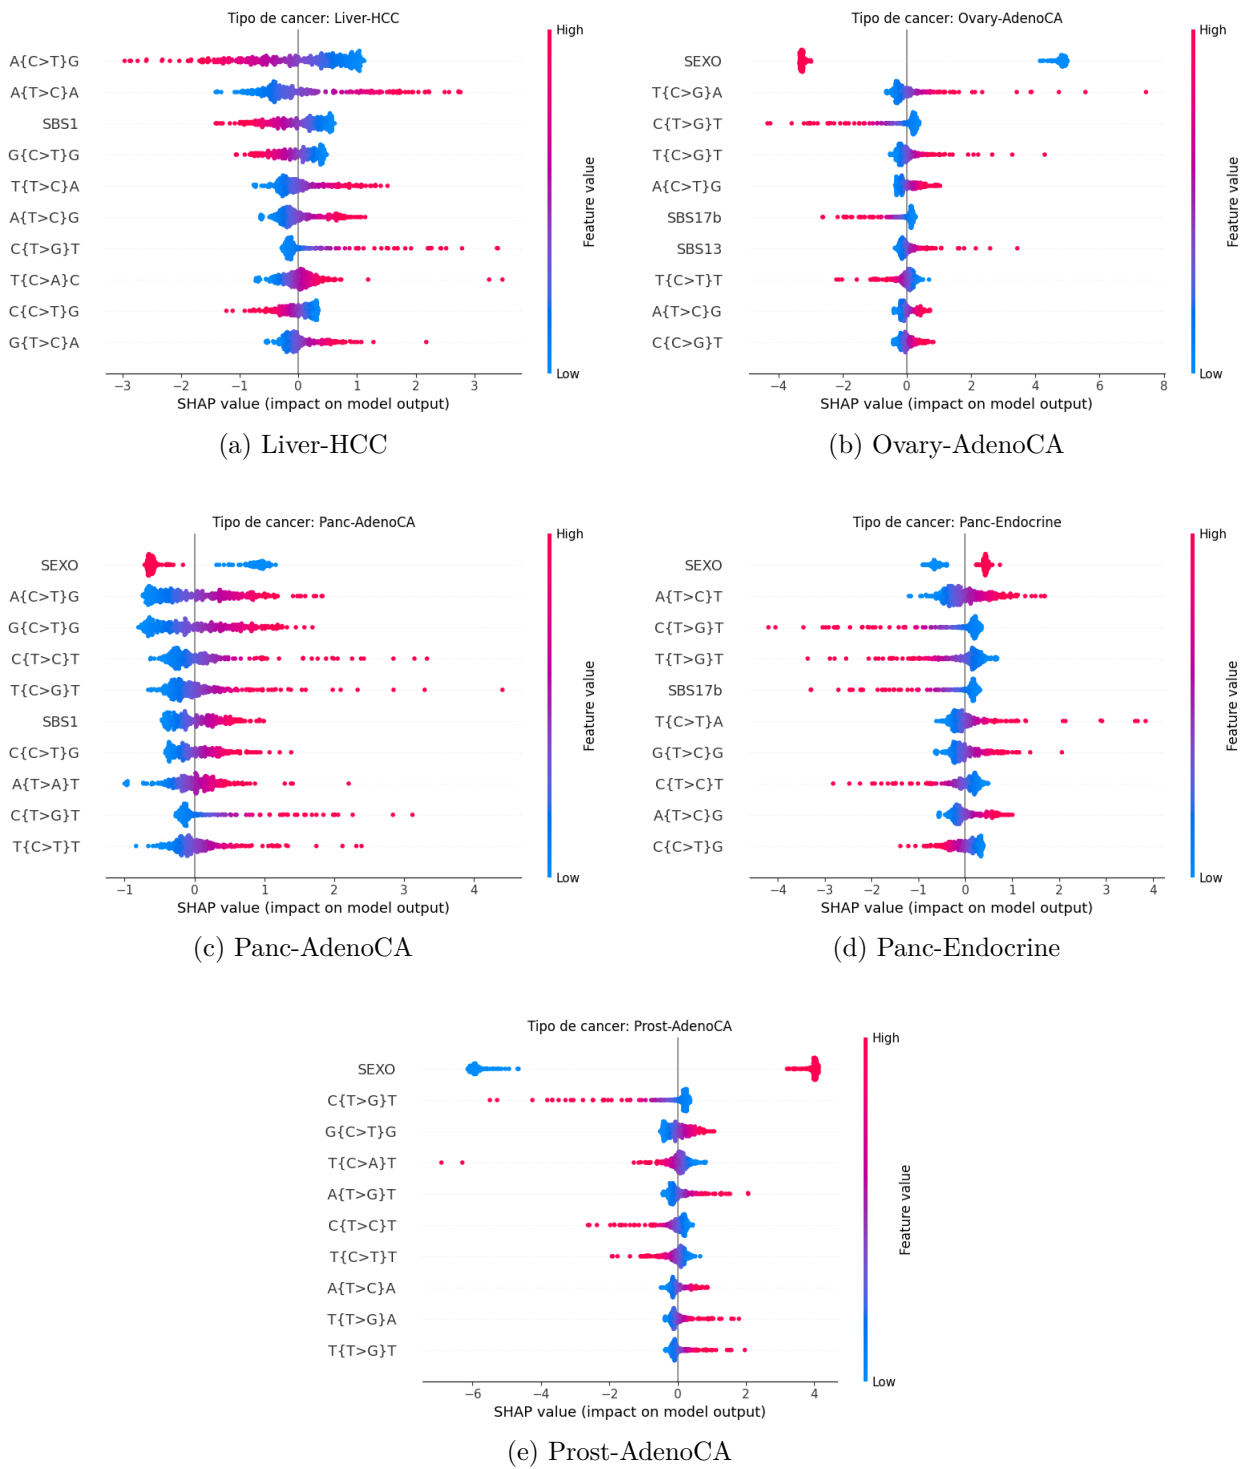 Tipo de cancer: Liver-HCC
A{C>T}G
A{T>C}A
SBS1
G{C>T}G
T{T>C}A
A{T>C}G
C{T>G}T
T{C>A}C
C{C>T}G
G{T>C}A
−3 −2 −1 0 1 2 3
SHAP value (impact on model output)
High
Feature value
Low
(a) Liver-HCC
Tipo de cancer: Ovary-AdenoCA
SEXO
T{C>G}A
C{T>G}T
T{C>G}T
A{C>T}G
SBS17b
SBS13
T{C>T}T
A{T>C}G
C{C>G}T
−4 −2 0 2 4 6 8
SHAP value (impact on model output)
High
Feature value
Low
(b) Ovary-AdenoCA
Tipo de cancer: Panc-AdenoCA
SEXO
A{C>T}G
G{C>T}G
C{T>C}T
T{C>G}T
SBS1
C{C>T}G
A{T>A}T
C{T>G}T
T{C>T}T
−1 0 1 2 3 4
SHAP value (impact on model output)
High
Feature value
Low
(c) Panc-AdenoCA
Tipo de cancer: Panc-Endocrine
SEXO
A{T>C}T
C{T>G}T
T{T>G}T
SBS17b
T{C>T}A
G{T>C}G
C{T>C}T
A{T>C}G
C{C>T}G
−4 −3 −2 −1 0 1 2 3 4
SHAP value (impact on model output)
High
Feature value
Low
(d) Panc-Endocrine
Tipo de cancer: Prost-AdenoCA
SEXO
C{T>G}T
G{C>T}G
T{C>A}T
A{T>G}T
C{T>C}T
T{C>T}T
A{T>C}A
T{T>G}A
T{T>G}T
−6 −4 −2 0 2 4
SHAP value (impact on model output)
High
Feature value
Low
(e) Prost-AdenoCA